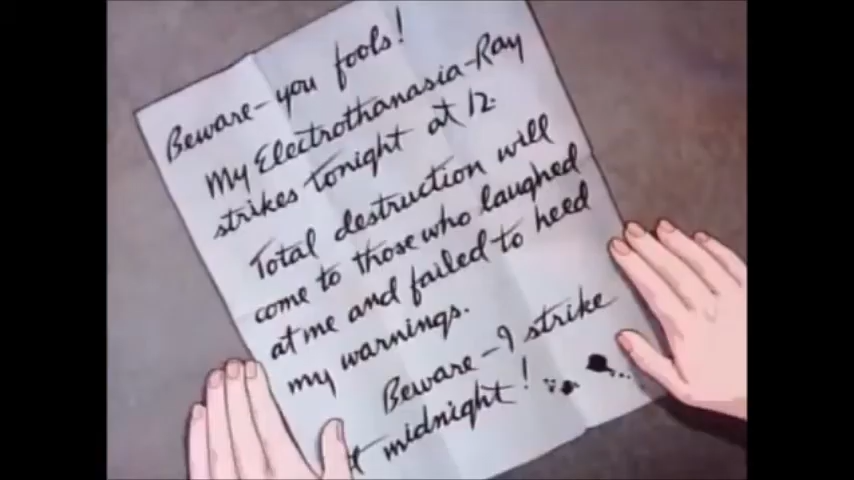 Beware - you fools!
My Electrothanasia-Ray
strikes tonight at 12.
Total destruction will
come to those who laughed
at me and failed to heed
my warnings.
Beware - I strike
t midnight!